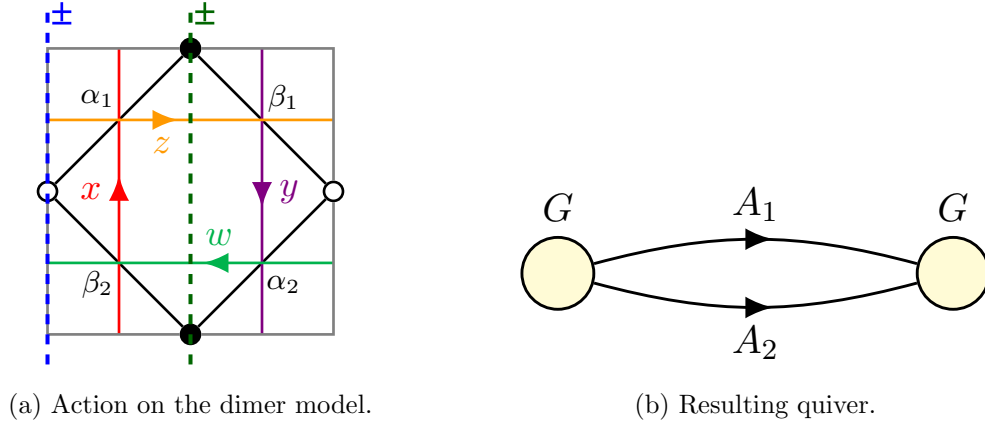 ± ±
α₁ β₁
z
x y
w
β₂ α₂
G A₁ G
A₂
(a) Action on the dimer model.
(b) Resulting quiver.